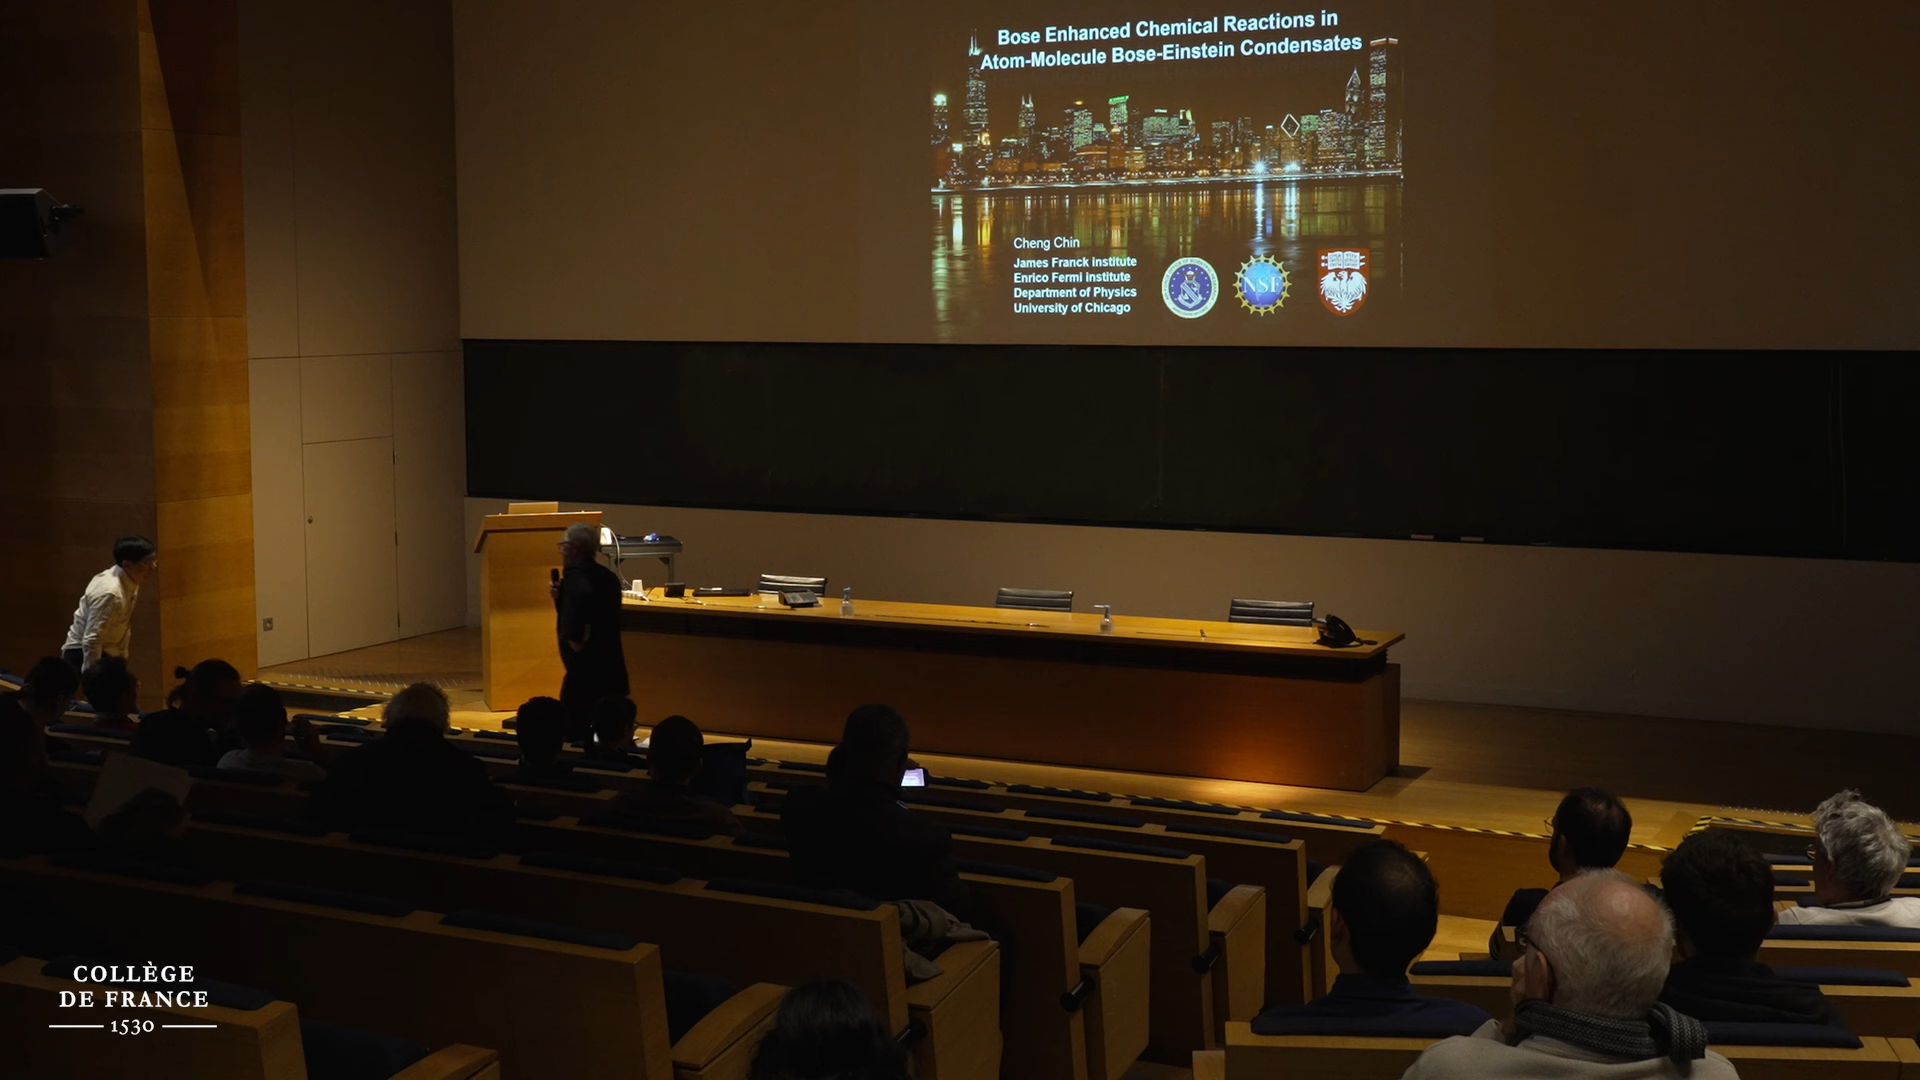 Bose Enhanced Chemical Reactions in
Atom-Molecule Bose-Einstein Condensates
Cheng Chin
James Franck institute
Enrico Fermi institute
Department of Physics
University of Chicago
NSF
COLLÈGE
DE FRANCE
1530